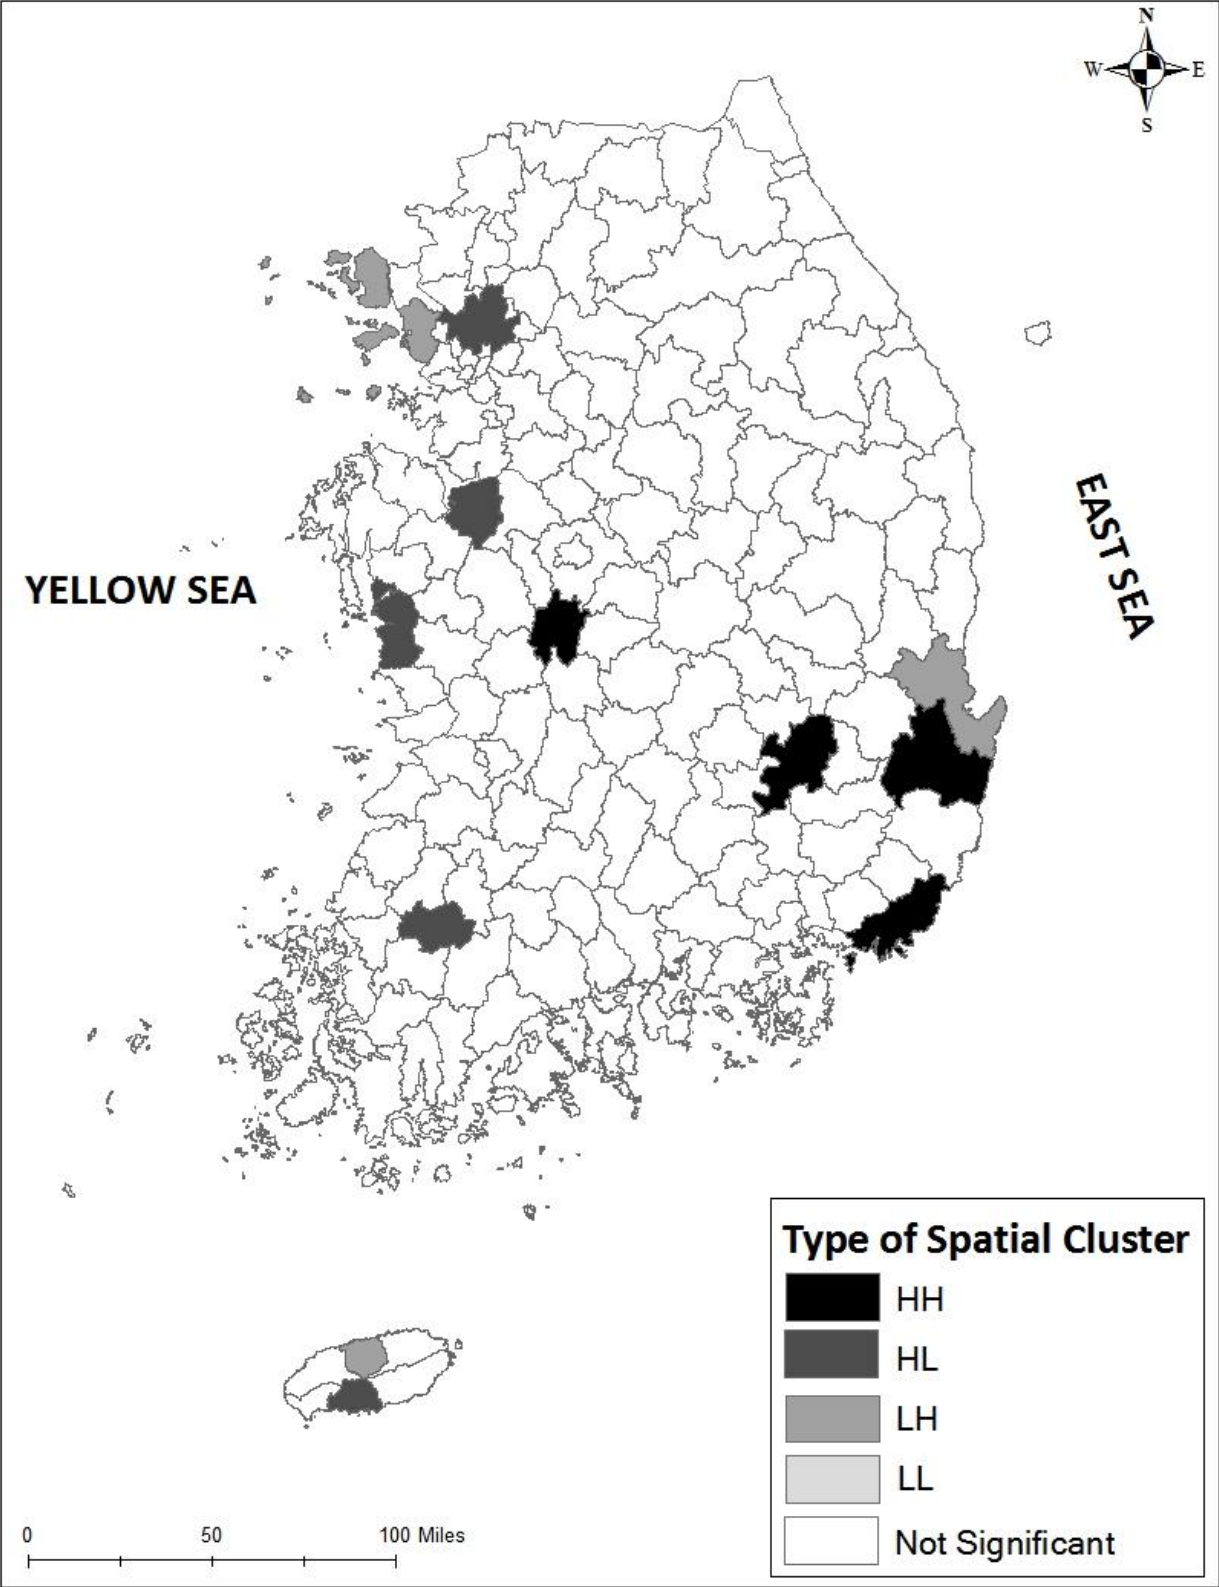 N
W E
S
EAST SEA
YELLOW SEA
Type of Spatial Cluster
HH
HL
LH
LL
Not Significant
0 50 100 Miles